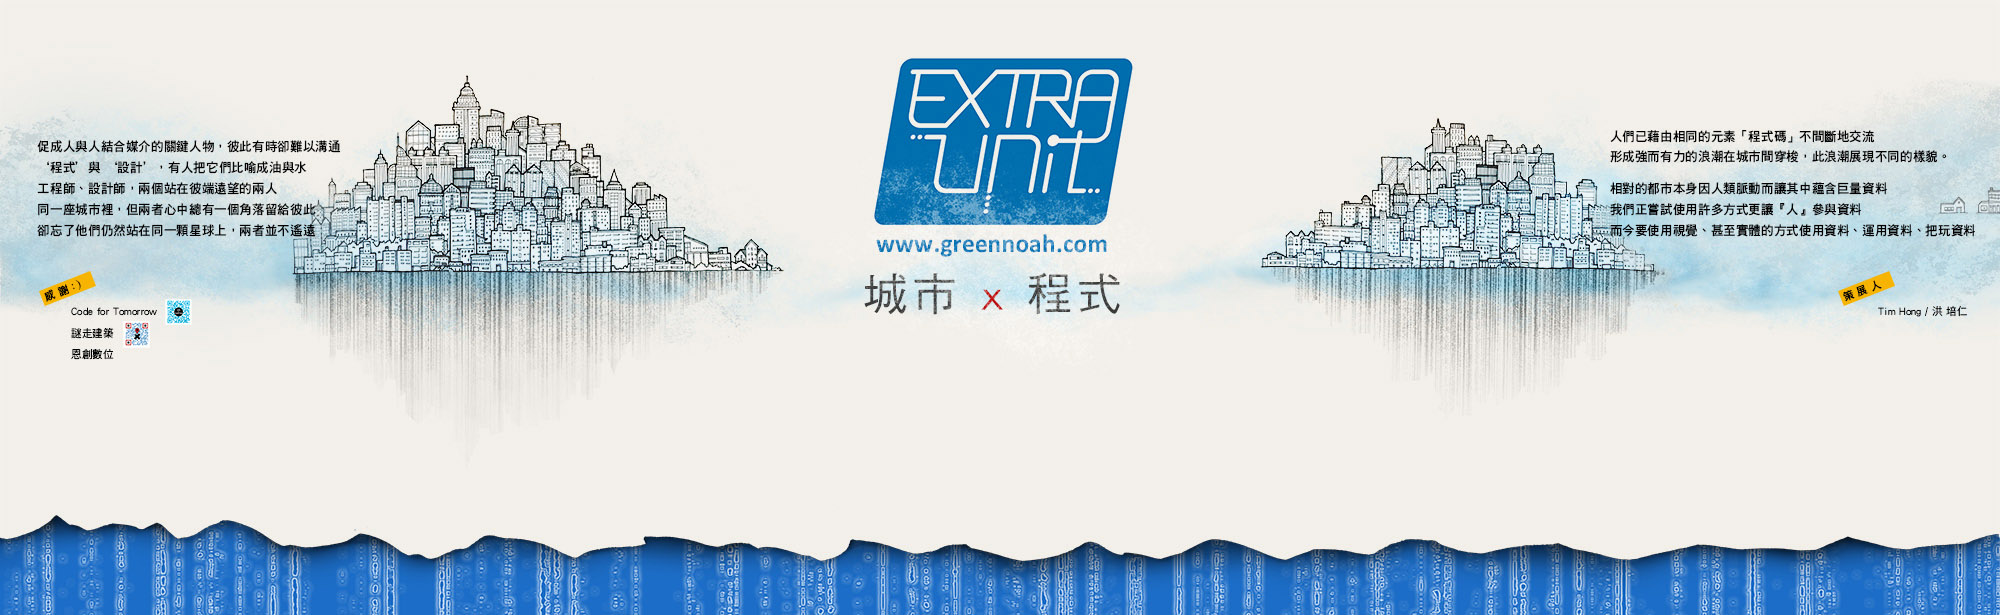 促成人與人結合媒介的關鍵人物，彼此有時卻難以溝通
‘程式’與‘設計’，有人把它們比喻成油與水
工程師、設計師，兩個站在彼端遠望的兩人
同一座城市裡，但兩者心中總有一個角落留給彼此
卻忘了他們仍然站在同一顆星球上，兩者並不遙遠
感謝:)
Code for Tomorrow
謎走建築
恩創數位
EXTRA
UNIT
www.greennoah.com
城市 x 程式
人們已藉由相同的元素「程式碼」不間斷地交流
形成強而有力的浪潮在城市間穿梭，此浪潮展現不同的樣貌。
相對的都市本身因人類脈動而讓其中蘊含巨量資料
我們正嘗試使用許多方式更讓『人』參與資料
而今要使用視覺、甚至實體的方式使用資料、運用資料、把玩資料
策展人
Tim Hong / 洪 培仁